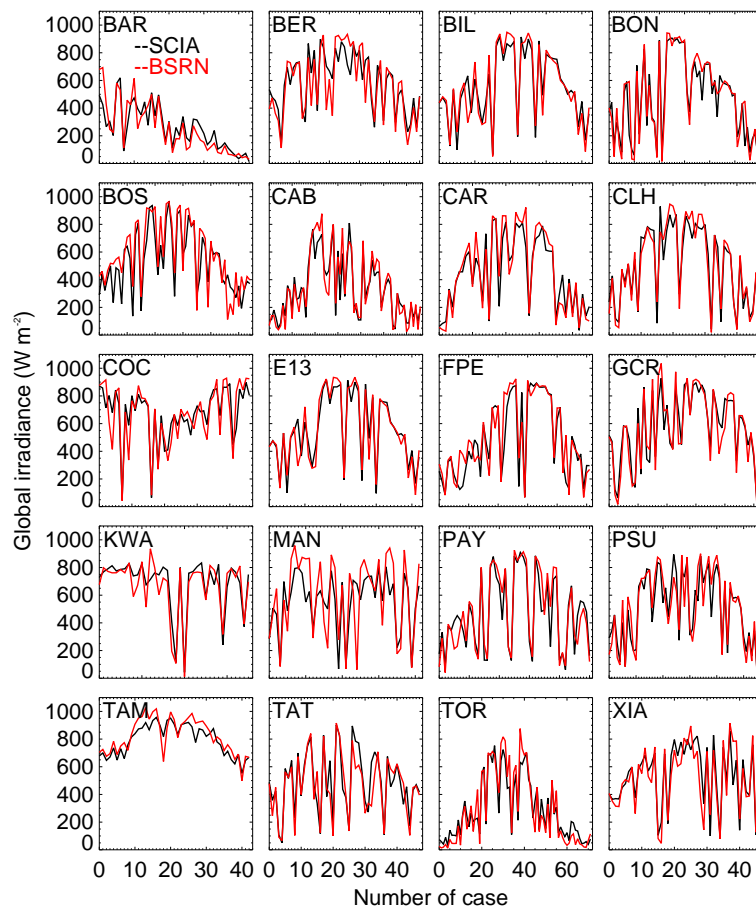 BAR
--SCIA
--BSRN
BER
BIL
BON
1000
800
600
400
200
0
BOS
CAB
CAR
CLH
1000
800
600
400
200
0
COC
E13
FPE
GCR
1000
800
600
400
200
0
KWA
MAN
PAY
PSU
1000
800
600
400
200
0
TAM
TAT
TOR
XIA
1000
800
600
400
200
0
0 10 20 30 40
0 10 20 30 40
0 20 40 60
0 10 20 30 40
Number of case
Global irradiance (W m⁻²)